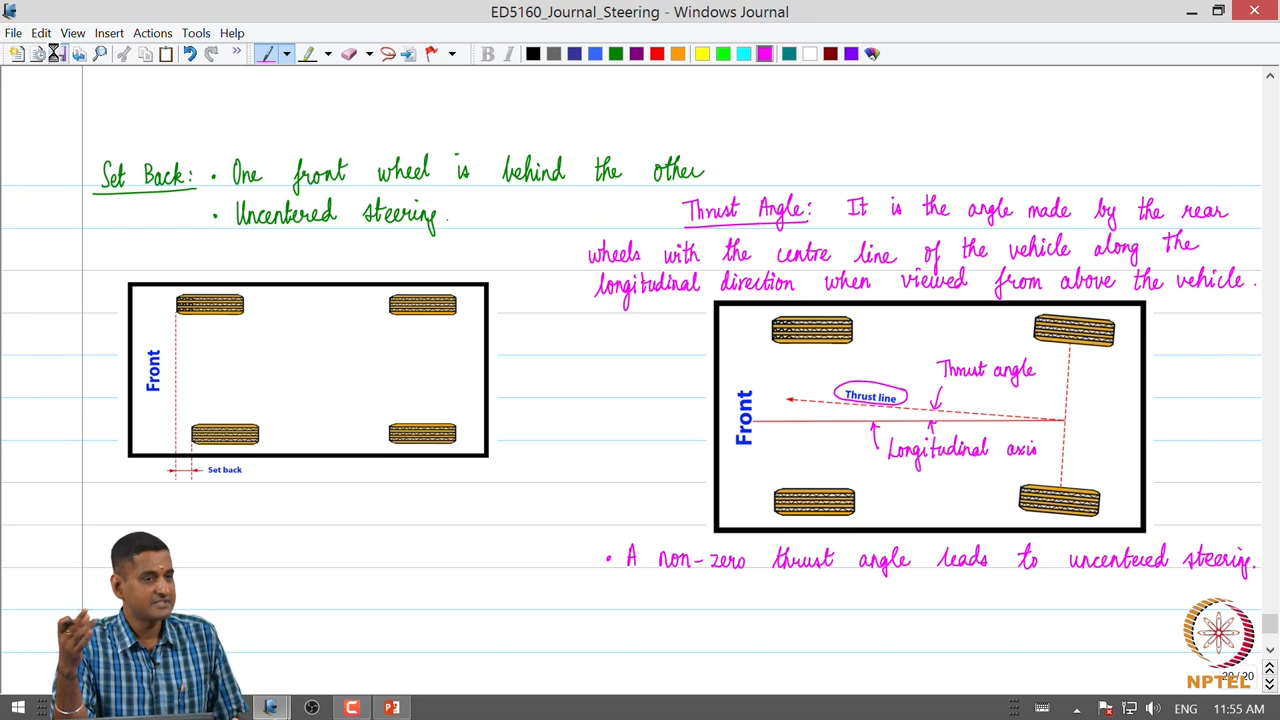 ED5160_Journal_Steering - Windows Journal
File Edit View Insert Actions Tools Help
B I
Set Back: • One front wheel is behind the other
• Uncentered steering.
Thrust Angle: It is the angle made by the rear
wheels with the centre line of the vehicle along the
longitudinal direction when viewed from above the vehicle.
Front
Set back
Front
Thrust angle
Thrust line
Longitudinal axis
• A non-zero thrust angle leads to uncentered steering.
NPTEL
20/20
ENG 11:55 AM